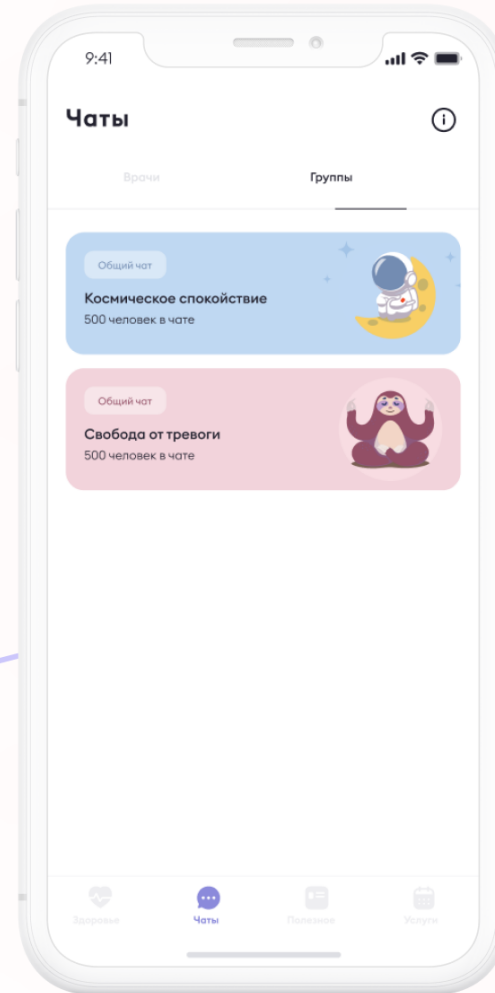 9:41
Чаты
Врачи
Группы
Общий чат
Космическое спокойствие
500 человек в чате
Общий чат
Свобода от тревоги
500 человек в чате
Здоровье
Чаты
Полезное
Услуги